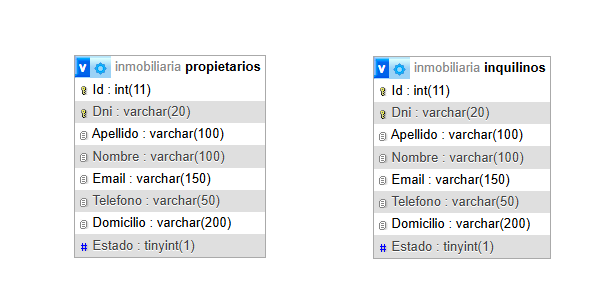 v inmobiliaria propietarios
Id : int(11)
Dni : varchar(20)
Apellido : varchar(100)
Nombre : varchar(100)
Email : varchar(150)
Telefono : varchar(50)
Domicilio : varchar(200)
# Estado : tinyint(1)
v inmobiliaria inquilinos
Id : int(11)
Dni : varchar(20)
Apellido : varchar(100)
Nombre : varchar(100)
Email : varchar(150)
Telefono : varchar(50)
Domicilio : varchar(200)
# Estado : tinyint(1)